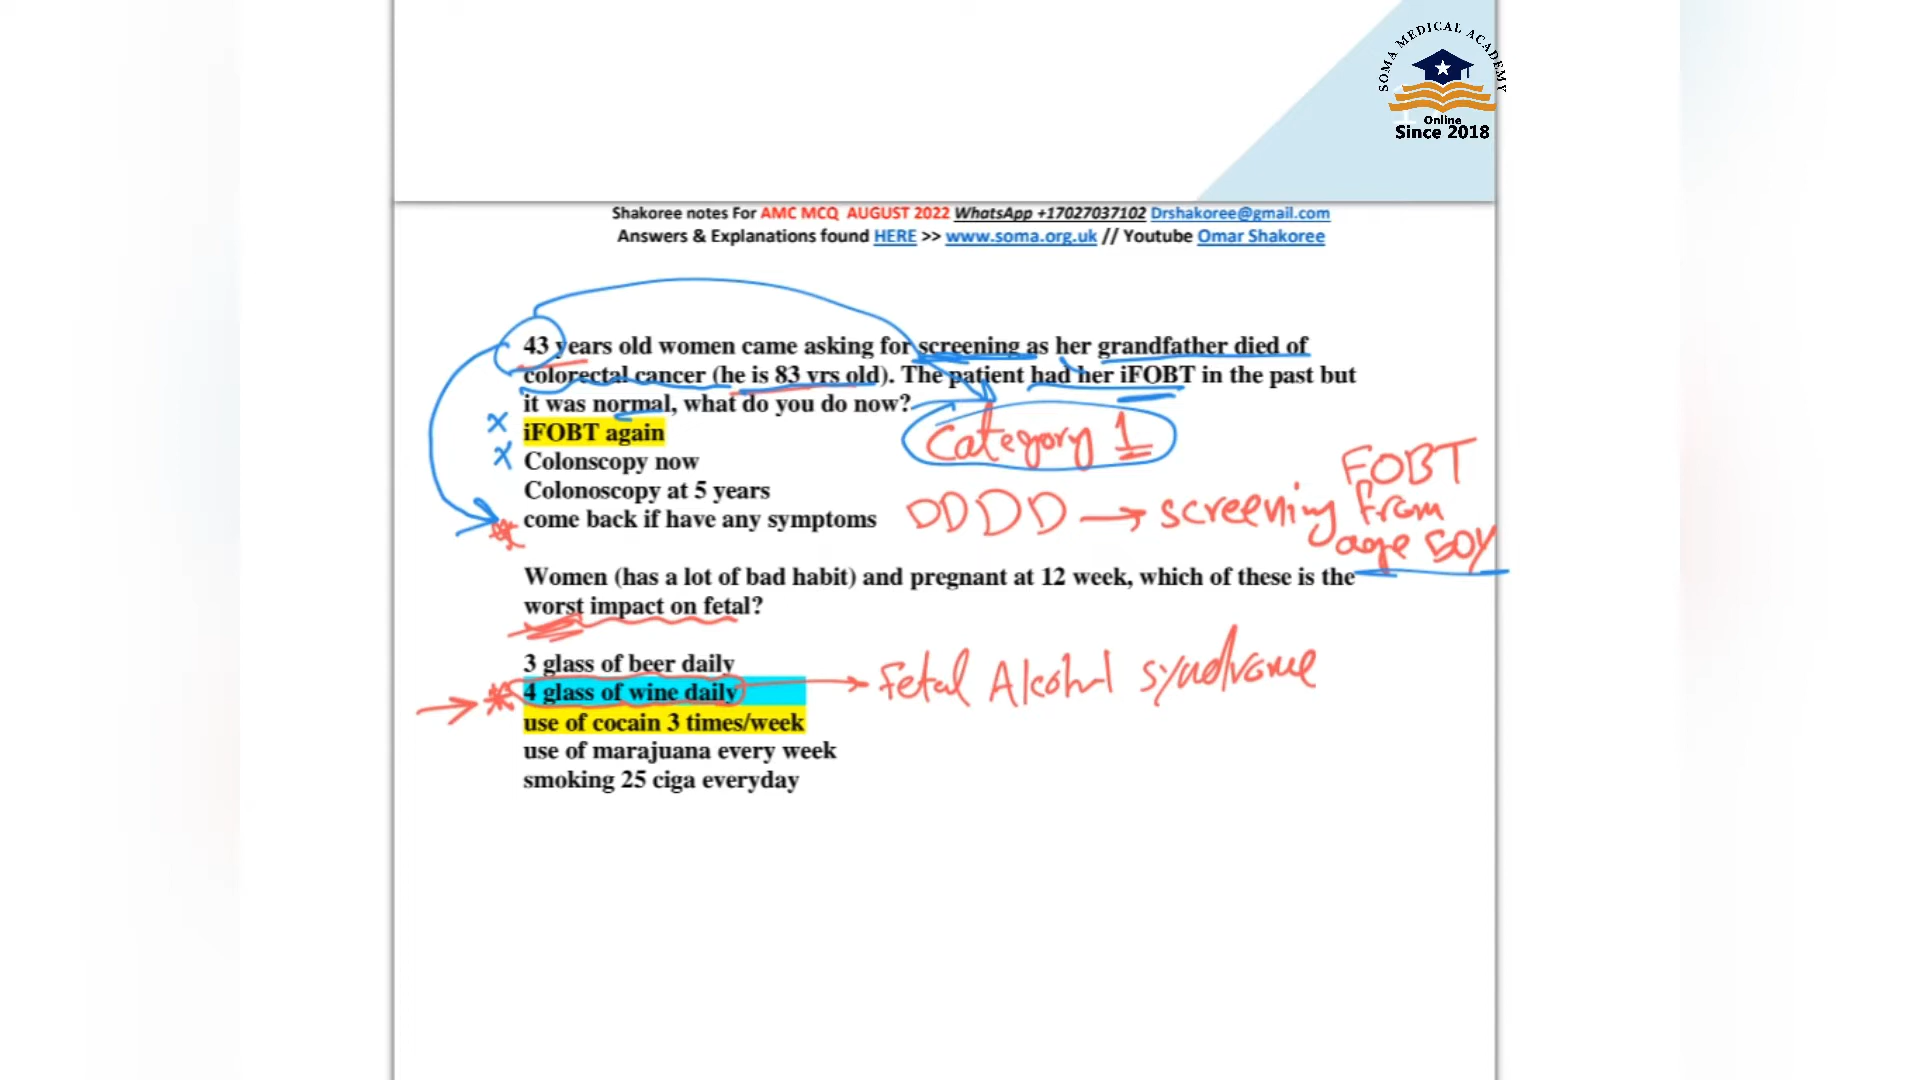 SOMA MEDICAL ACADEMY
Online
Since 2018
Shakoree notes For AMC MCQ AUGUST 2022 WhatsApp +17027037102 Drshakoree@gmail.com
Answers & Explanations found HERE >> www.soma.org.uk // Youtube Omar Shakoree
43 years old women came asking for screening as her grandfather died of
colorectal cancer (he is 83 yrs old). The patient had her iFOBT in the past but
it was normal, what do you do now?
x iFOBT again
Category 1
x Colonscopy now
Colonoscopy at 5 years
come back if have any symptoms
DDDD → screening
FOBT
from
age 50Y
Women (has a lot of bad habit) and pregnant at 12 week, which of these is the
worst impact on fetal?
3 glass of beer daily
4 glass of wine daily → Fetal Alcohol Syndrome
use of cocain 3 times/week
use of marajuana every week
smoking 25 ciga everyday